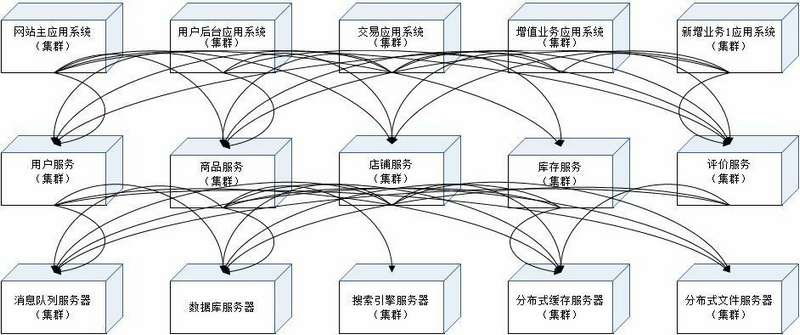 网站主应用系统
（集群）
用户后台应用系统
（集群）
交易应用系统
（集群）
增值业务应用系统
（集群）
新增业务1应用系统
（集群）
用户服务
（集群）
商品服务
（集群）
店铺服务
（集群）
库存服务
（集群）
评价服务
（集群）
消息队列服务器
（集群）
数据库服务器
搜索引擎服务器
（集群）
分布式缓存服务器
（集群）
分布式文件服务器
（集群）